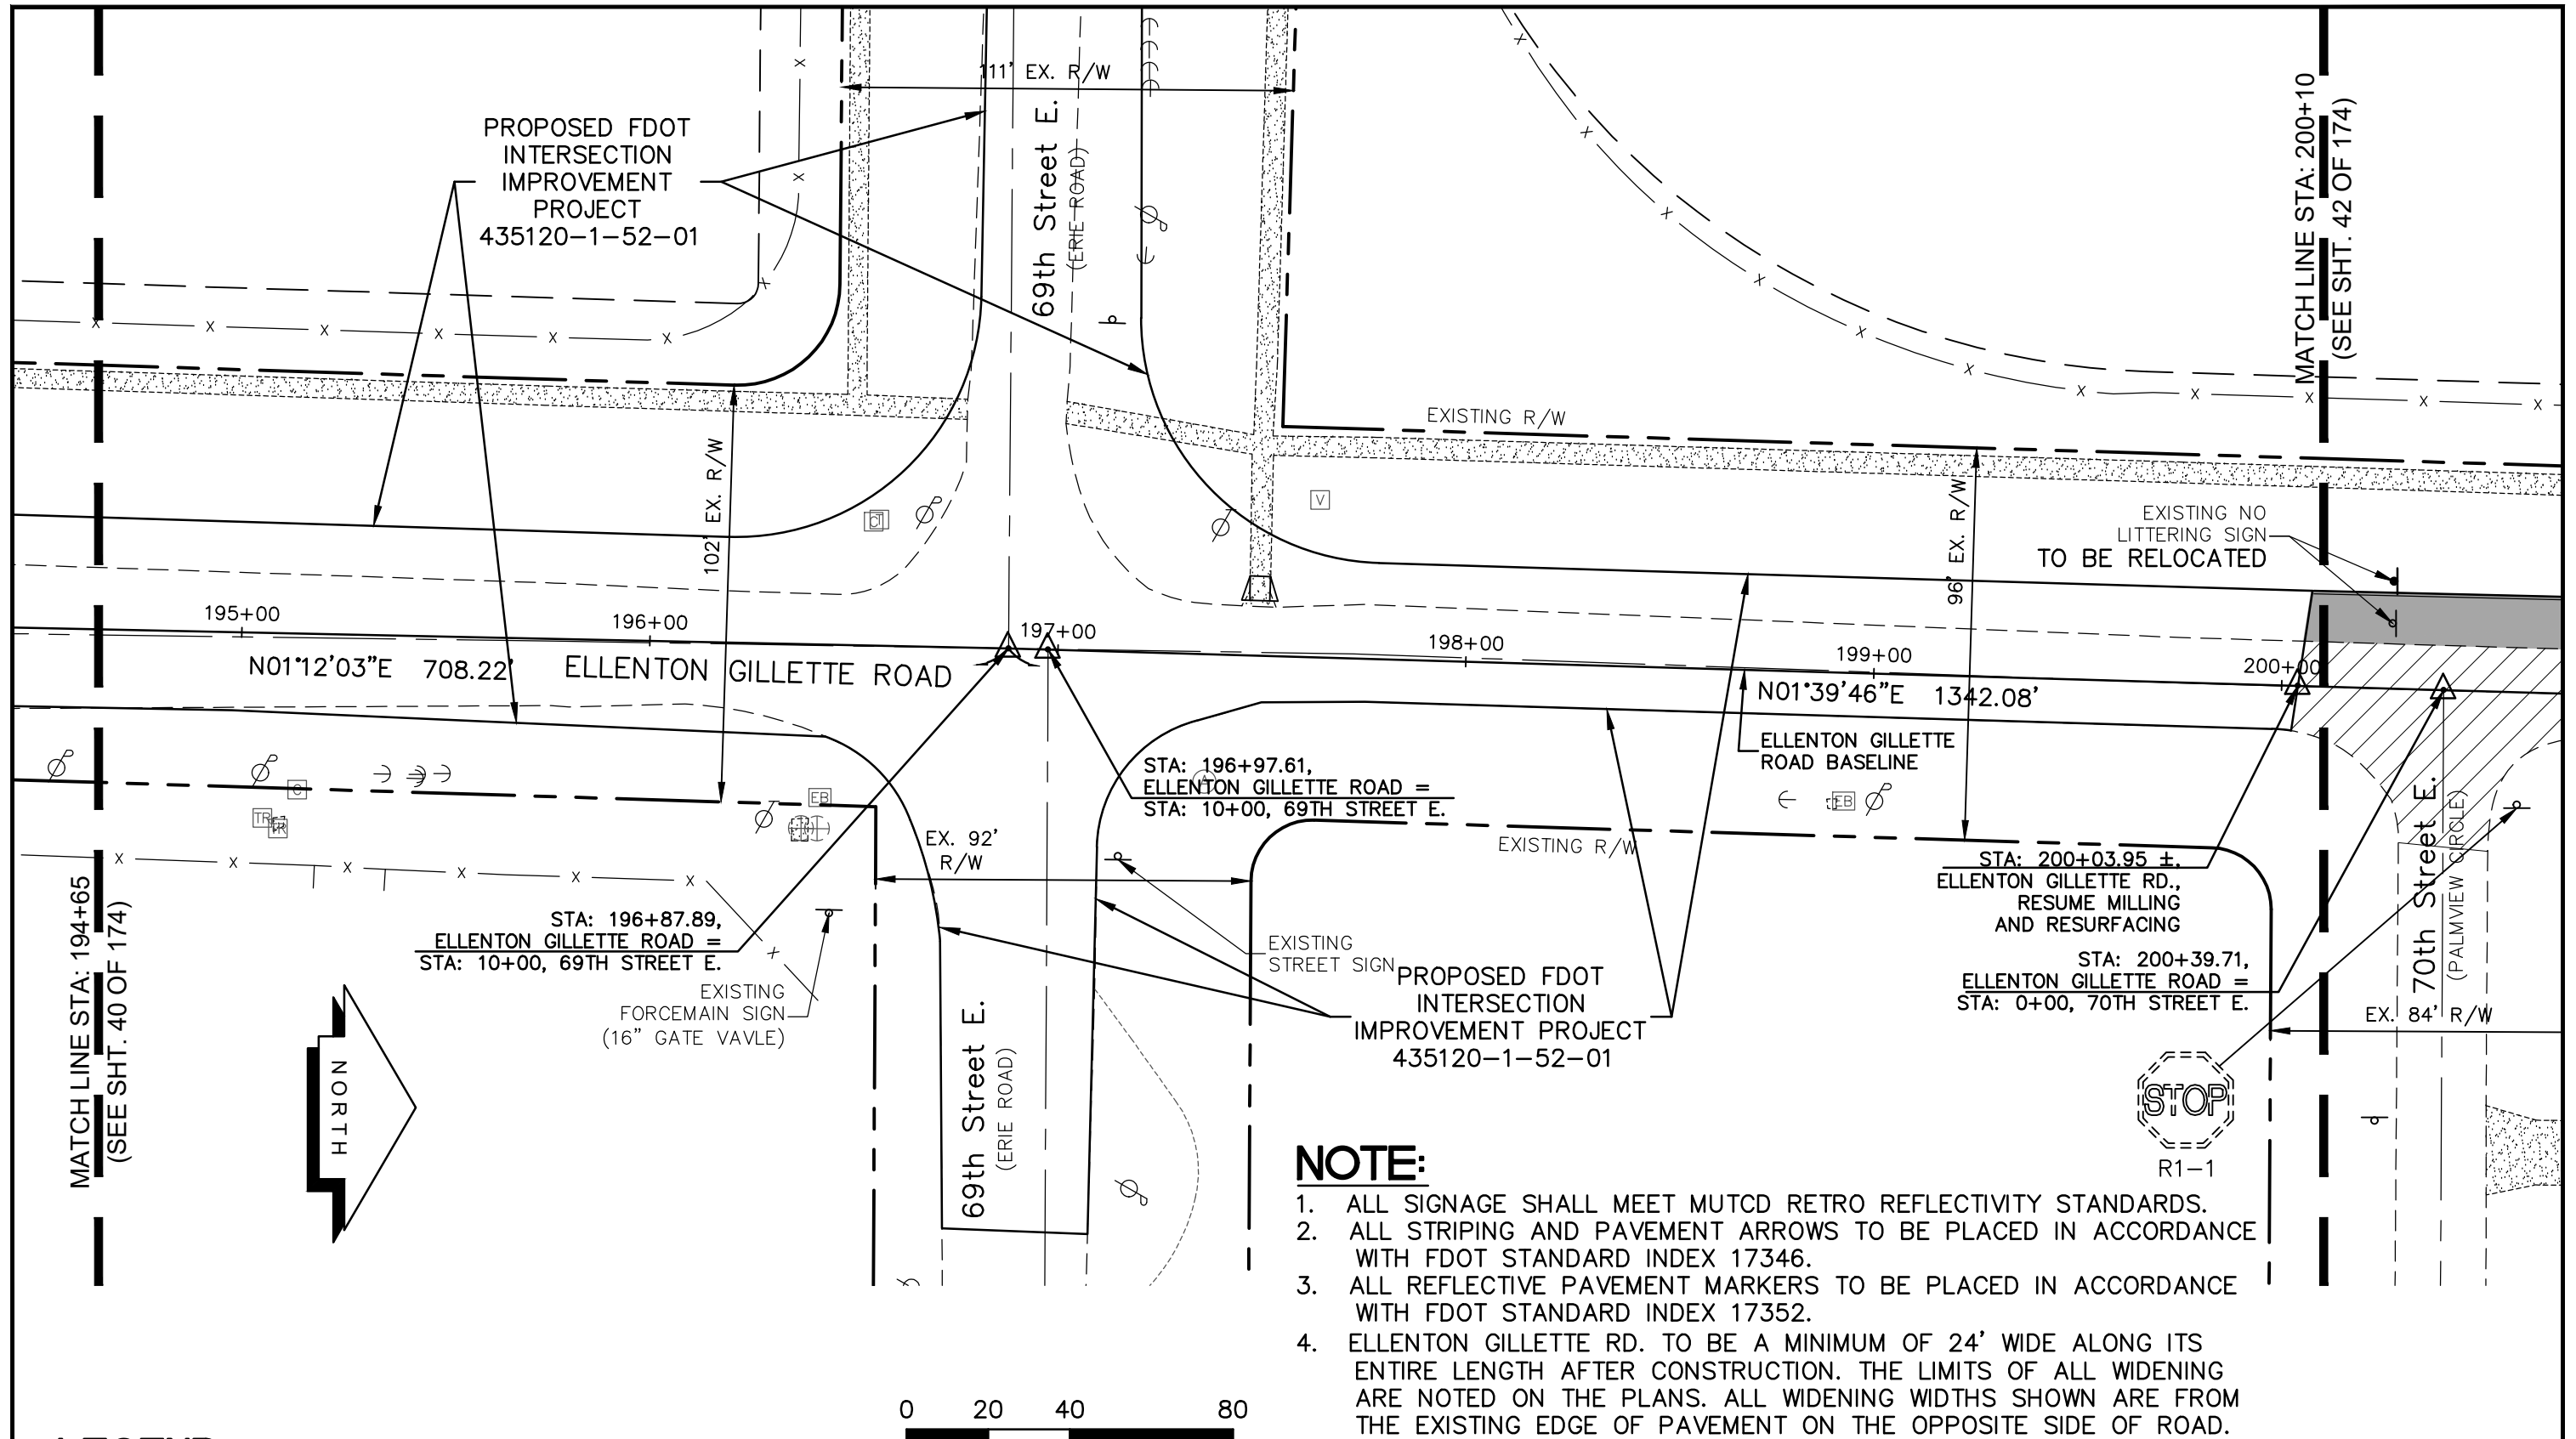 111' EX. R/W
PROPOSED FDOT
INTERSECTION
IMPROVEMENT
PROJECT
435120-1-52-01
69th Street E.
(ERIE ROAD)
MATCH LINE STA: 200+10
(SEE SHT. 42 OF 174)
EXISTING R/W
102' EX. R/W
96' EX. R/W
CT
V
EXISTING NO
LITTERING SIGN
TO BE RELOCATED
195+00
196+00
197+00
198+00
199+00
200+00
N01°12'03"E 708.22'
ELLENTON GILLETTE ROAD
N01°39'46"E 1342.08'
ELLENTON GILLETTE
ROAD BASELINE
STA: 196+97.61,
ELLENTON GILLETTE ROAD =
STA: 10+00, 69TH STREET E.
A
C
TR
TR
EB
EB
EX. 92'
R/W
EXISTING R/W
STA: 200+03.95 ±,
ELLENTON GILLETTE RD.,
RESUME MILLING
AND RESURFACING
STA: 196+87.89,
ELLENTON GILLETTE ROAD =
STA: 10+00, 69TH STREET E.
EXISTING
FORCEMAIN SIGN
(16" GATE VAVLE)
EXISTING
STREET SIGN
PROPOSED FDOT
INTERSECTION
IMPROVEMENT PROJECT
435120-1-52-01
STA: 200+39.71,
ELLENTON GILLETTE ROAD =
STA: 0+00, 70TH STREET E.
70th Street E.
(PALMVIEW CIRCLE)
EX. 84' R/W
MATCH LINE STA: 194+65
(SEE SHT. 40 OF 174)
NORTH
69th Street E.
(ERIE ROAD)
STOP
R1-1
NOTE:
1. ALL SIGNAGE SHALL MEET MUTCD RETRO REFLECTIVITY STANDARDS.
2. ALL STRIPING AND PAVEMENT ARROWS TO BE PLACED IN ACCORDANCE
WITH FDOT STANDARD INDEX 17346.
3. ALL REFLECTIVE PAVEMENT MARKERS TO BE PLACED IN ACCORDANCE
WITH FDOT STANDARD INDEX 17352.
4. ELLENTON GILLETTE RD. TO BE A MINIMUM OF 24' WIDE ALONG ITS
ENTIRE LENGTH AFTER CONSTRUCTION. THE LIMITS OF ALL WIDENING
ARE NOTED ON THE PLANS. ALL WIDENING WIDTHS SHOWN ARE FROM
THE EXISTING EDGE OF PAVEMENT ON THE OPPOSITE SIDE OF ROAD.
0 20 40 80